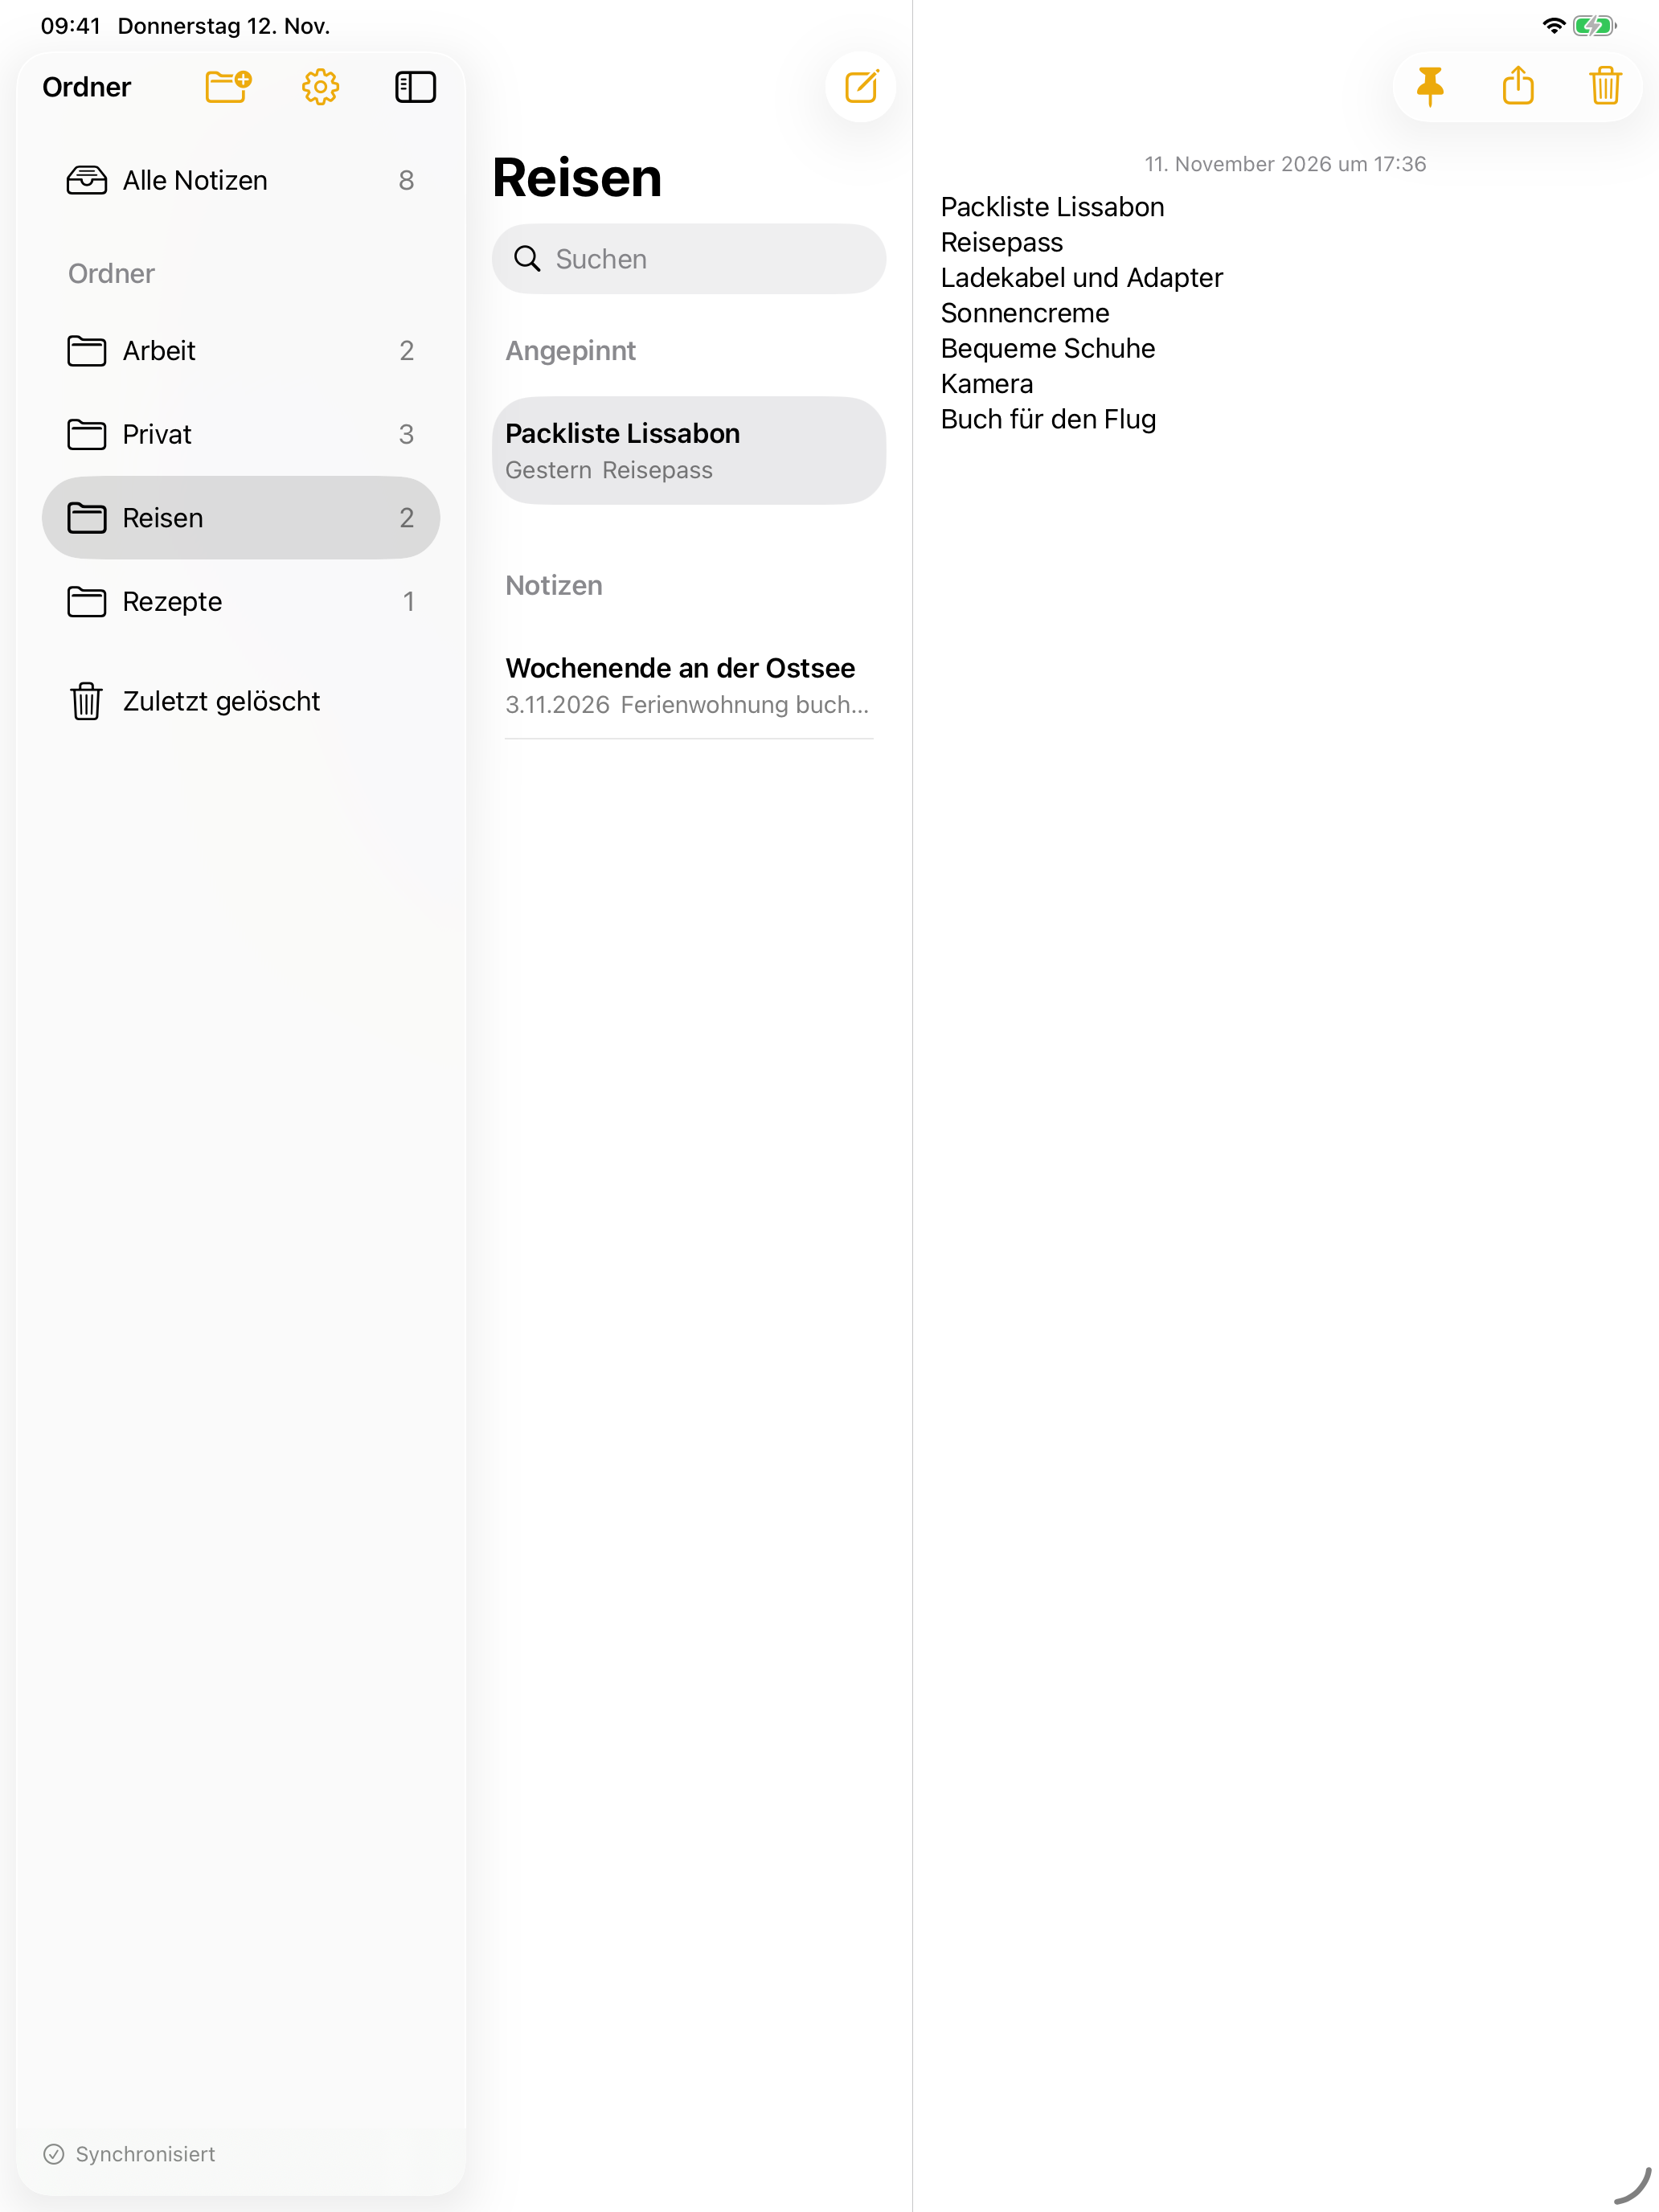 09:41 Donnerstag 12. Nov.
Ordner
Alle Notizen 8
Ordner
Arbeit 2
Privat 3
Reisen 2
Rezepte 1
Zuletzt gelöscht
Synchronisiert
Reisen
Suchen
Angepinnt
Packliste Lissabon
Gestern Reisepass
Notizen
Wochenende an der Ostsee
3.11.2026 Ferienwohnung buch...
11. November 2026 um 17:36
Packliste Lissabon
Reisepass
Ladekabel und Adapter
Sonnencreme
Bequeme Schuhe
Kamera
Buch für den Flug